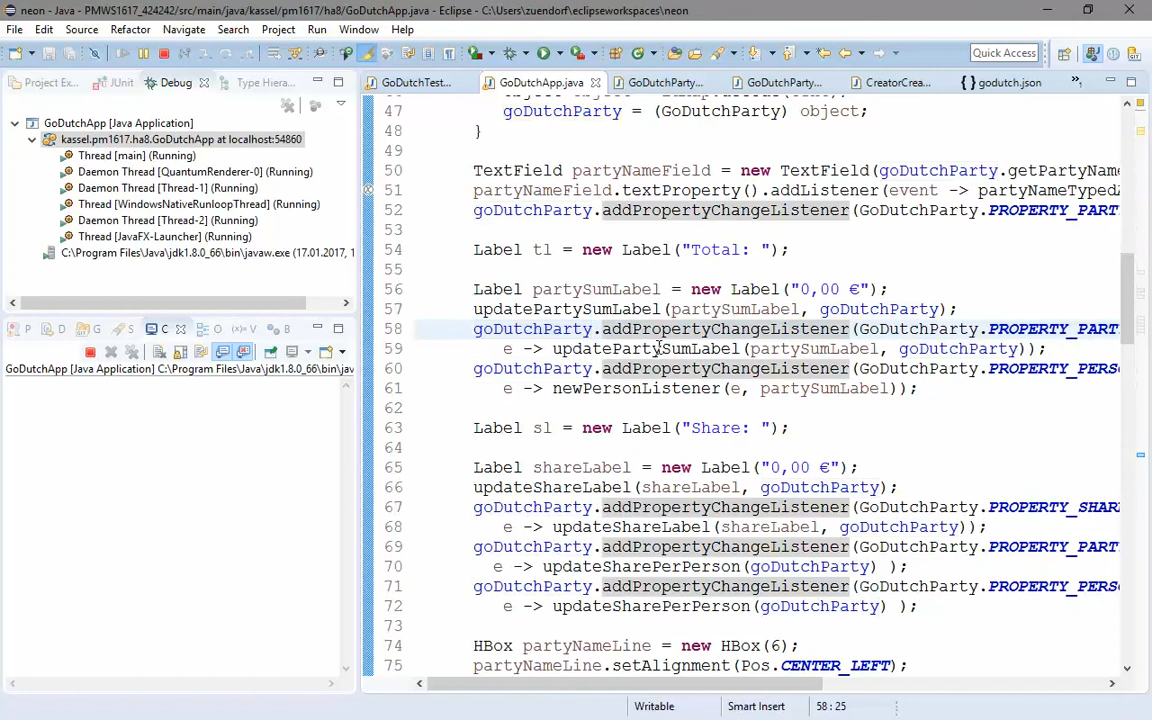 neon - Java - PMWS1617_424242/src/main/java/kassel/pm1617/ha8/GoDutchApp.java - Eclipse - C:\Users\zuendorf\eclipseworkspaces\neon
File Edit Source Refactor Navigate Search Project Run Window Help
Quick Access
Project Ex... JUnit Debug Type Hiera...
GoDutchTest... GoDutchApp.java GoDutchParty... GoDutchParty... CreatorCrea... godutch.json
GoDutchApp [Java Application]
kassel.pm1617.ha8.GoDutchApp at localhost:54860
Thread [main] (Running)
Daemon Thread [QuantumRenderer-0] (Running)
Daemon Thread [Thread-1] (Running)
Thread [WindowsNativeRunloopThread] (Running)
Daemon Thread [Thread-2] (Running)
Thread [JavaFX-Launcher] (Running)
C:\Program Files\Java\jdk1.8.0_66\bin\javaw.exe (17.01.2017, 1
P D G S C O V B
GoDutchApp [Java Application] C:\Program Files\Java\jdk1.8.0_66\bin\jav
47 goDutchParty = (GoDutchParty) object;
48 }
49
50 TextField partyNameField = new TextField(goDutchParty.getPartyName
51 partyNameField.textProperty().addListener(event -> partyNameTypedA
52 goDutchParty.addPropertyChangeListener(GoDutchParty.PROPERTY_PART
53
54 Label tl = new Label("Total: ");
55
56 Label partySumLabel = new Label("0,00 €");
57 updatePartySumLabel(partySumLabel, goDutchParty);
58 goDutchParty.addPropertyChangeListener(GoDutchParty.PROPERTY_PART
59 e -> updatePartySumLabel(partySumLabel, goDutchParty));
60 goDutchParty.addPropertyChangeListener(GoDutchParty.PROPERTY_PERS
61 e -> newPersonListener(e, partySumLabel));
62
63 Label sl = new Label("Share: ");
64
65 Label shareLabel = new Label("0,00 €");
66 updateShareLabel(shareLabel, goDutchParty);
67 goDutchParty.addPropertyChangeListener(GoDutchParty.PROPERTY_SHAR
68 e -> updateShareLabel(shareLabel, goDutchParty));
69 goDutchParty.addPropertyChangeListener(GoDutchParty.PROPERTY_PART
70 e -> updateSharePerPerson(goDutchParty) );
71 goDutchParty.addPropertyChangeListener(GoDutchParty.PROPERTY_PERS
72 e -> updateSharePerPerson(goDutchParty) );
73
74 HBox partyNameLine = new HBox(6);
75 partyNameLine.setAlignment(Pos.CENTER_LEFT);
Writable Smart Insert 58 : 25